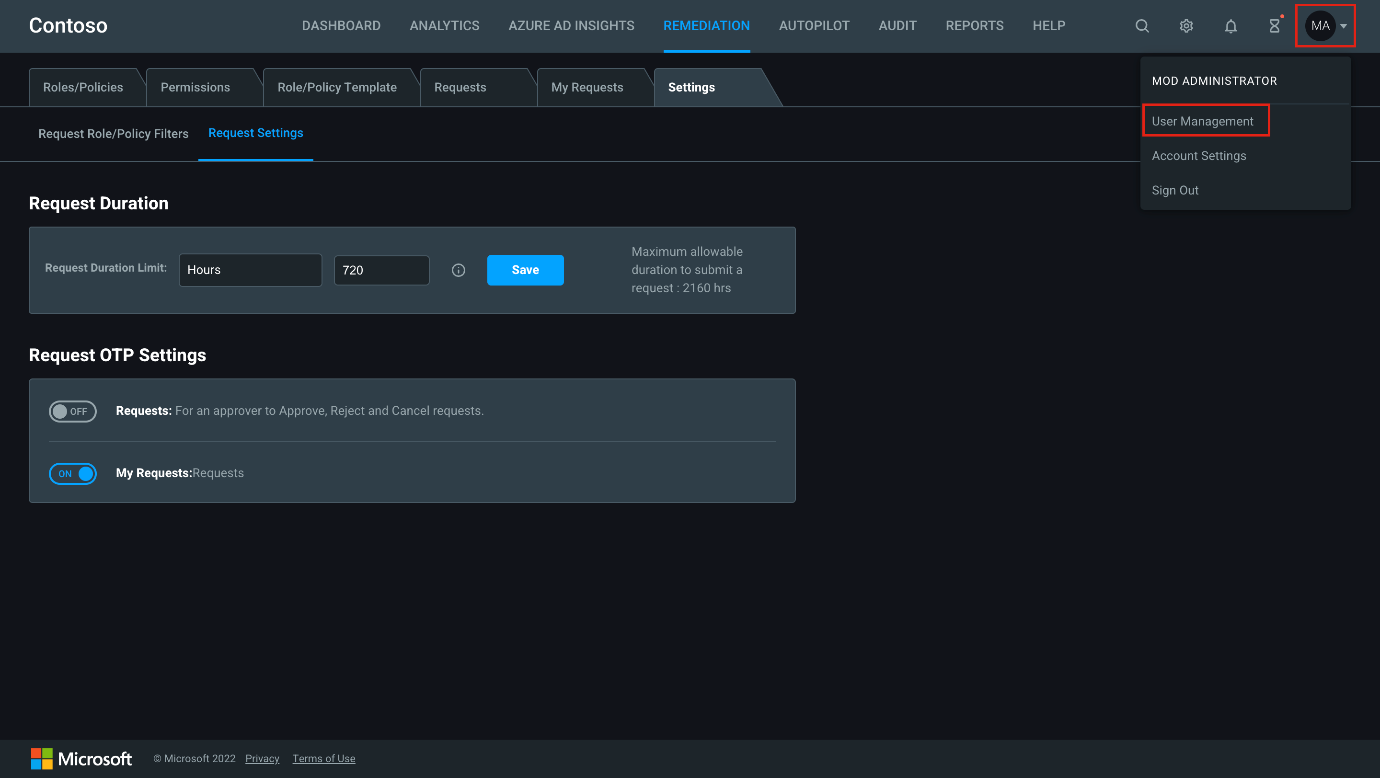 Contoso
DASHBOARD ANALYTICS AZURE AD INSIGHTS REMEDIATION AUTOPILOT AUDIT REPORTS HELP MA
MOD ADMINISTRATOR
User Management
Account Settings
Sign Out
Roles/Policies Permissions Role/Policy Template Requests My Requests Settings
Request Role/Policy Filters Request Settings
Request Duration
Request Duration Limit: Hours 720 Save
Maximum allowable
duration to submit a
request : 2160 hrs
Request OTP Settings
OFF Requests: For an approver to Approve, Reject and Cancel requests.
ON My Requests:Requests
Microsoft © Microsoft 2022 Privacy Terms of Use